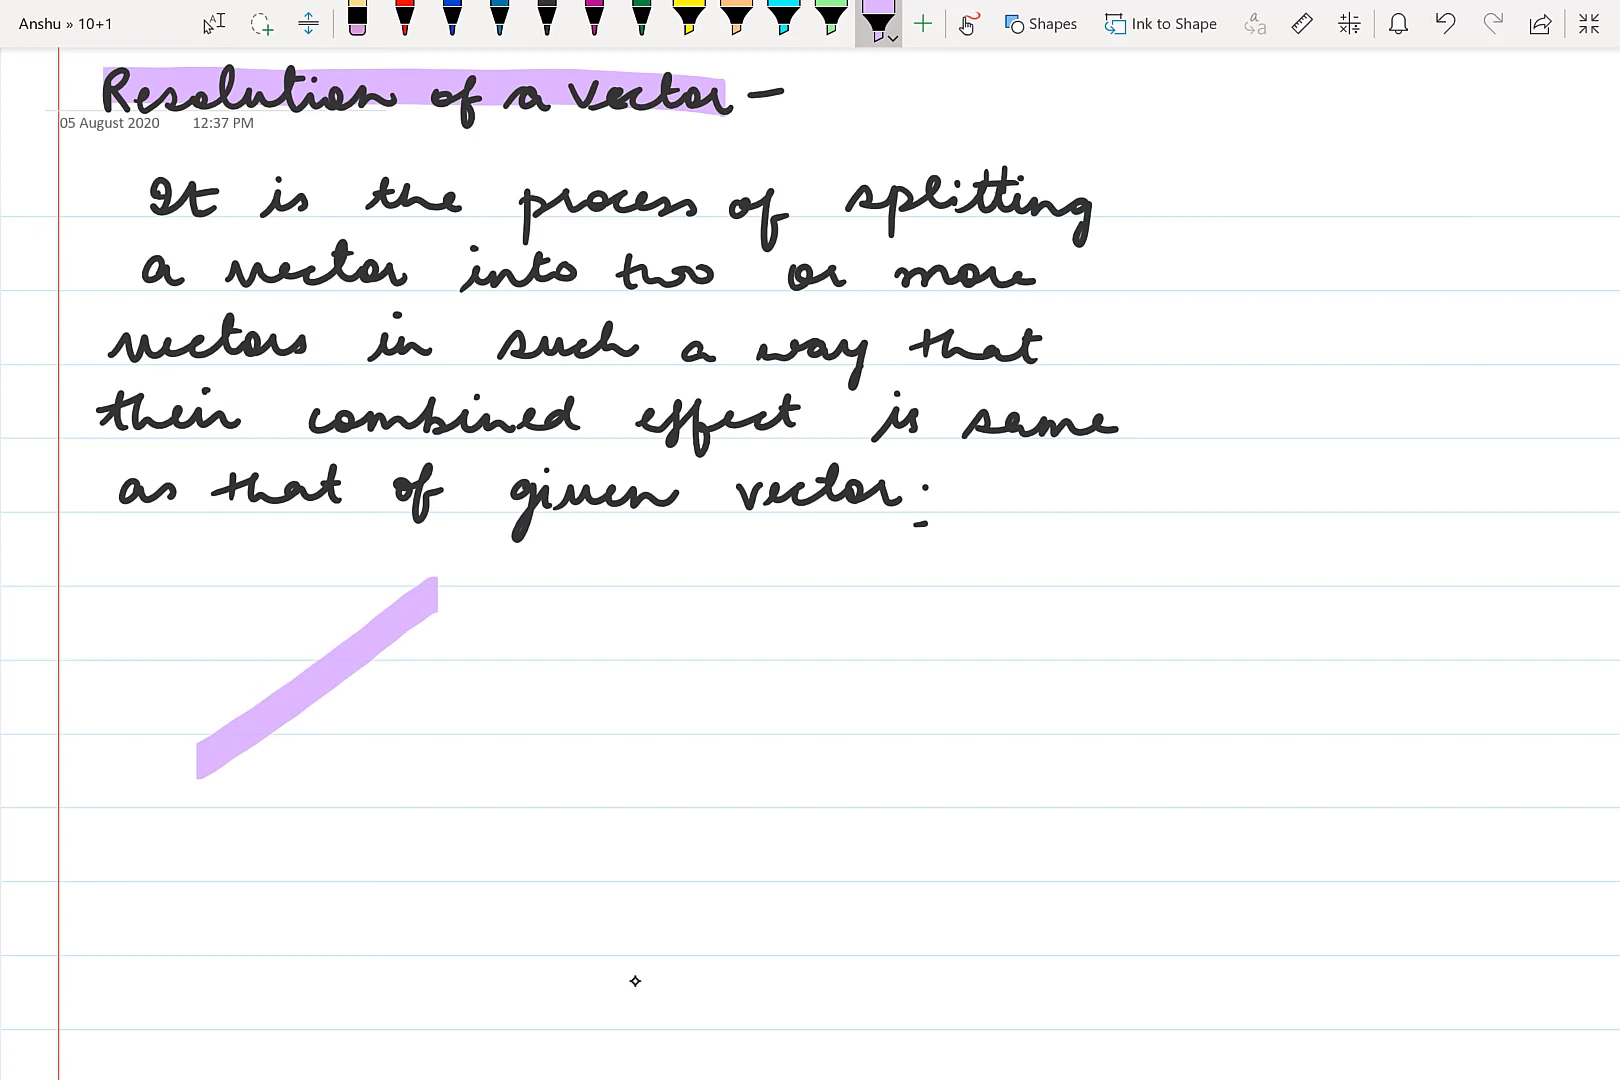 Anshu » 10+1
Shapes
Ink to Shape
Resolution of a Vector –
05 August 2020 12:37 PM
It is the process of splitting
a vector into two or more
vectors in such a way that
their combined effect is same
as that of given vector.